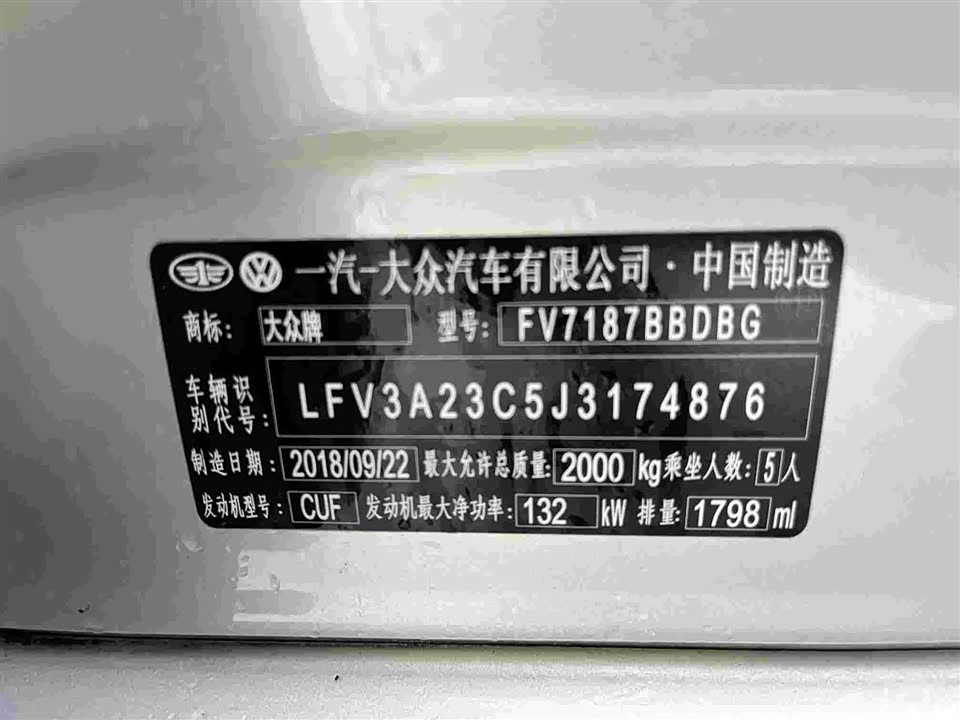 一汽-大众汽车有限公司·中国制造
商标: 大众牌 型号: FV7187BBDBG
车辆识别代号: LFV3A23C5J3174876
制造日期: 2018/09/22 最大允许总质量: 2000 kg 乘坐人数: 5 人
发动机型号: CUF 发动机最大净功率: 132 kW 排量: 1798 ml